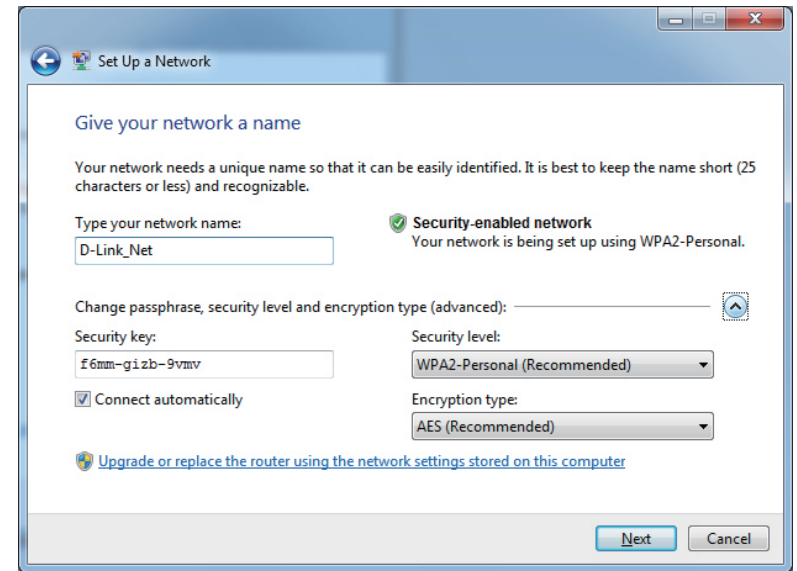 Set Up a Network
Give your network a name
Your network needs a unique name so that it can be easily identified. It is best to keep the name short (25
characters or less) and recognizable.
Type your network name:
D-Link_Net
Security-enabled network
Your network is being set up using WPA2-Personal.
Change passphrase, security level and encryption type (advanced):
Security key:
f6mm-gizb-9vmv
Security level:
WPA2-Personal (Recommended)
Connect automatically
Encryption type:
AES (Recommended)
Upgrade or replace the router using the network settings stored on this computer
Next
Cancel